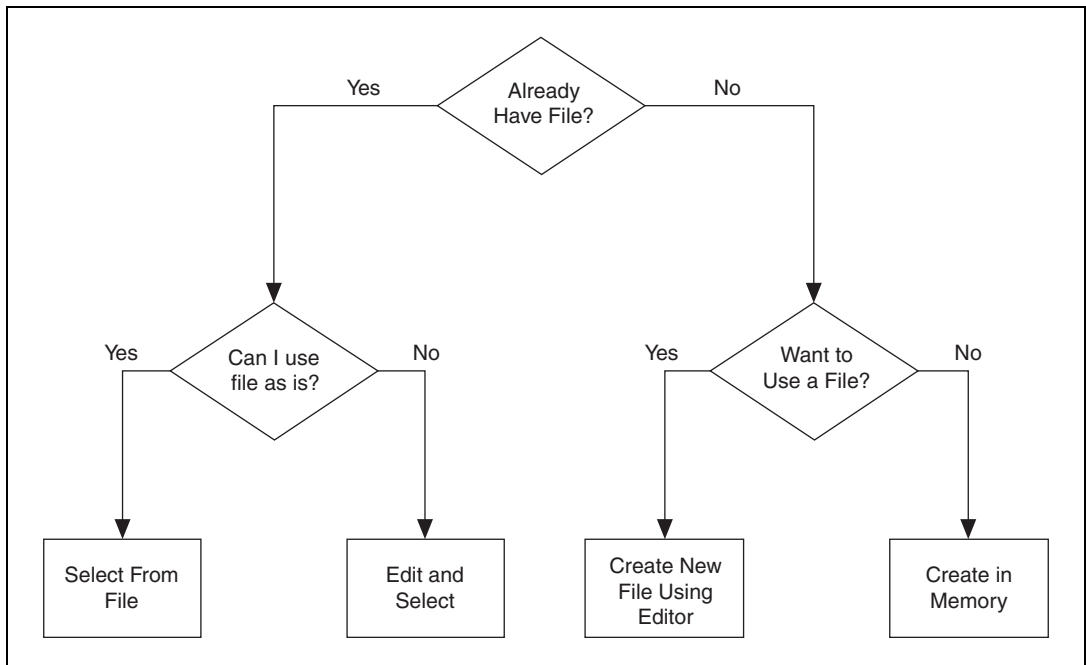 Already
Have File?
Yes
No
Can I use
file as is?
Yes
No
Want to
Use a File?
Yes
No
Select From
File
Edit and
Select
Create New
File Using
Editor
Create in
Memory